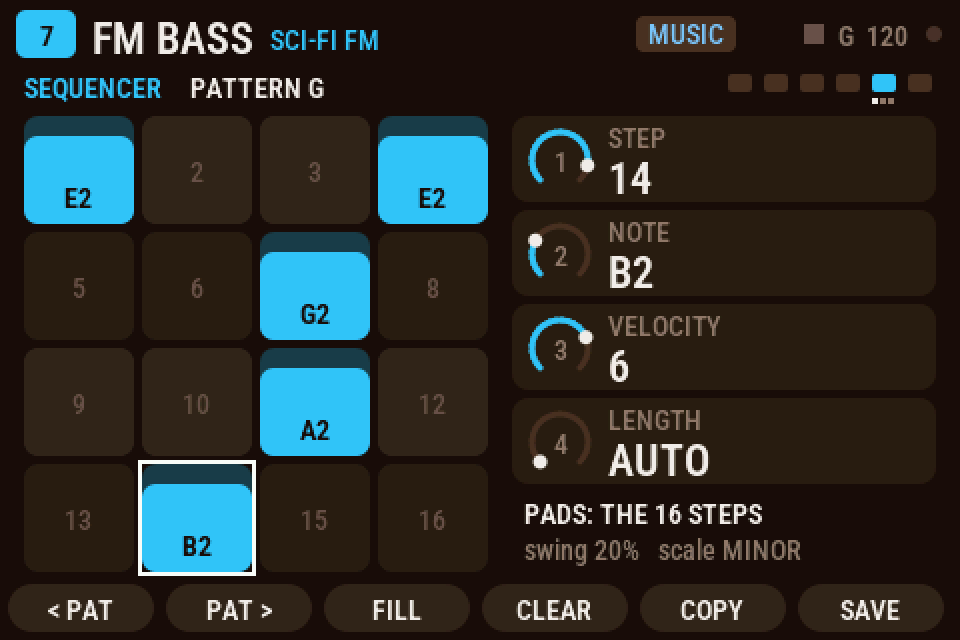 7 FM BASS SCI-FI FM MUSIC G 120
SEQUENCER PATTERN G
E2 2 3 E2
5 6 G2 8
9 10 A2 12
13 B2 15 16
1 STEP
14
2 NOTE
B2
3 VELOCITY
6
4 LENGTH
AUTO
PADS: THE 16 STEPS
swing 20% scale MINOR
< PAT PAT > FILL CLEAR COPY SAVE